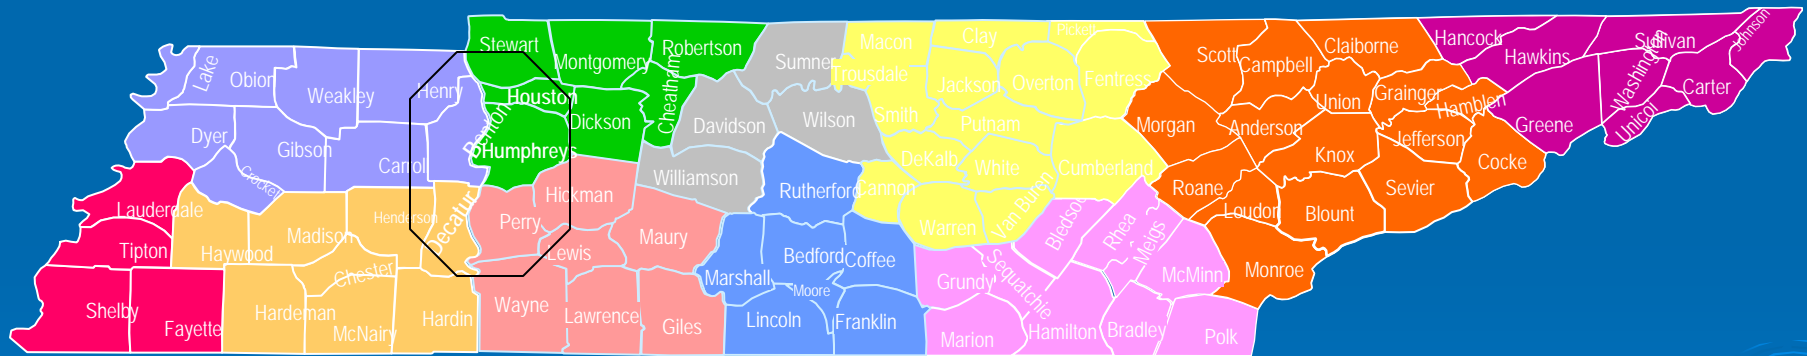 Stewart
Montgomery
Robertson
Sumner
Macon
Clay
Pickett
Scott
Claiborne
Hancock
Hawkins
Sullivan
Johnson
Lake
Obion
Weakley
Henry
Houston
Cheatham
Trousdale
Jackson
Overton
Fentress
Campbell
Union
Grainger
Hamblen
Washington
Carter
Unicoi
Greene
Dyer
Gibson
Carrol
Benton
Humphreys
Dickson
Davidson
Wilson
Smith
Putnam
Morgan
Anderson
Jefferson
Knox
Cocke
Crocket
Williamson
Rutherford
Cannon
DeKalb
White
Cumberland
Roane
Loudon
Blount
Sevier
Lauderdale
Haywood
Madison
Henderson
Decatur
Perry
Hickman
Lewis
Maury
Warren
Van Buren
Bledsoe
Rhea
Meigs
McMinn
Monroe
Tipton
Chester
Marshall
Bedford
Coffee
Moore
Grundy
Sequatchie
Shelby
Fayette
Hardeman
McNairy
Hardin
Wayne
Lawrence
Giles
Lincoln
Franklin
Marion
Hamilton
Bradley
Polk